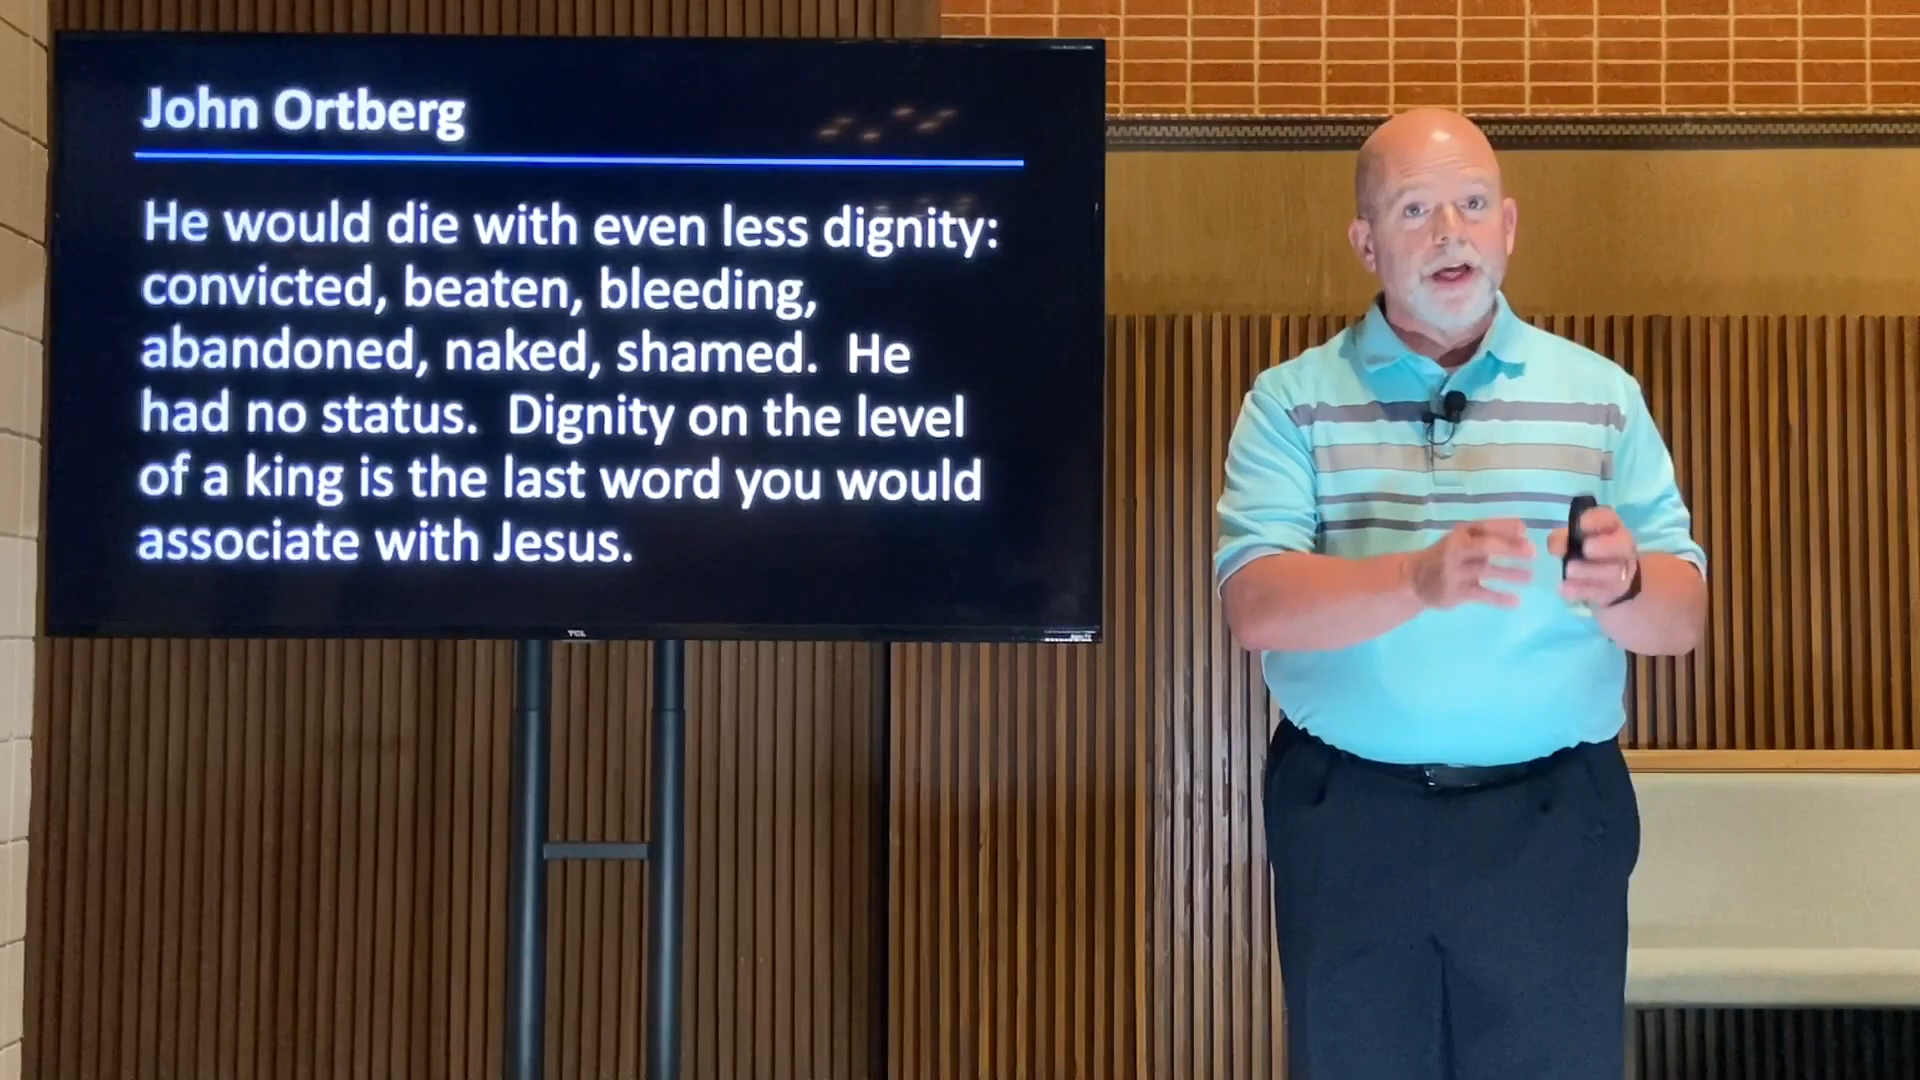 John Ortberg
He would die with even less dignity:
convicted, beaten, bleeding,
abandoned, naked, shamed.  He
had no status.  Dignity on the level
of a king is the last word you would
associate with Jesus.
TCL